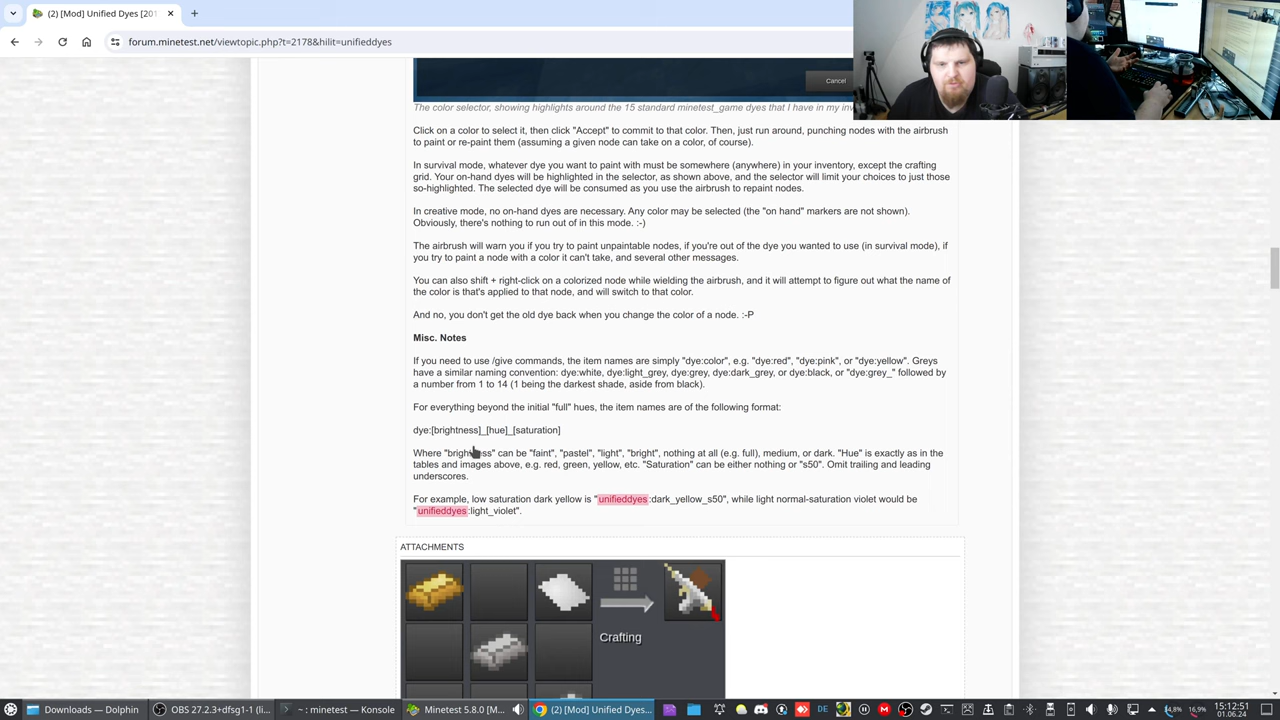 (2) [Mod] Unified Dyes [201
forum.minetest.net/viewtopic.php?t=2178&hilit=unifieddyes
Cancel
The color selector, showing highlights around the 15 standard minetest_game dyes that I have in my inv
Click on a color to select it, then click "Accept" to commit to that color. Then, just run around, punching nodes with the airbrush
to paint or re-paint them (assuming a given node can take on a color, of course).
In survival mode, whatever dye you want to paint with must be somewhere (anywhere) in your inventory, except the crafting
grid. Your on-hand dyes will be highlighted in the selector, as shown above, and the selector will limit your choices to just those
so-highlighted. The selected dye will be consumed as you use the airbrush to repaint nodes.
In creative mode, no on-hand dyes are necessary. Any color may be selected (the "on hand" markers are not shown).
Obviously, there's nothing to run out of in this mode. :-)
The airbrush will warn you if you try to paint unpaintable nodes, if you're out of the dye you wanted to use (in survival mode), if
you try to paint a node with a color it can't take, and several other messages.
You can also shift + right-click on a colorized node while wielding the airbrush, and it will attempt to figure out what the name of
the color is that's applied to that node, and will switch to that color.
And no, you don't get the old dye back when you change the color of a node. :-P
Misc. Notes
If you need to use /give commands, the item names are simply "dye:color", e.g. "dye:red", "dye:pink", or "dye:yellow". Greys
have a similar naming convention: dye:white, dye:light_grey, dye:grey, dye:dark_grey, or dye:black, or "dye:grey_" followed by
a number from 1 to 14 (1 being the darkest shade, aside from black).
For everything beyond the initial "full" hues, the item names are of the following format:
dye:[brightness]_[hue]_[saturation]
Where "brightness" can be "faint", "pastel", "light", "bright", nothing at all (e.g. full), medium, or dark. "Hue" is exactly as in the
tables and images above, e.g. red, green, yellow, etc. "Saturation" can be either nothing or "s50". Omit trailing and leading
underscores.
For example, low saturation dark yellow is "unifieddyes:dark_yellow_s50", while light normal-saturation violet would be
"unifieddyes:light_violet".
ATTACHMENTS
Crafting
Downloads — Dolphin
OBS 27.2.3+dfsg1-1 (li...
~ : minetest — Konsole
Minetest 5.8.0 [M...
(2) [Mod] Unified Dyes...
DE
14,8%
16,9%
15:12:51
01.06.24